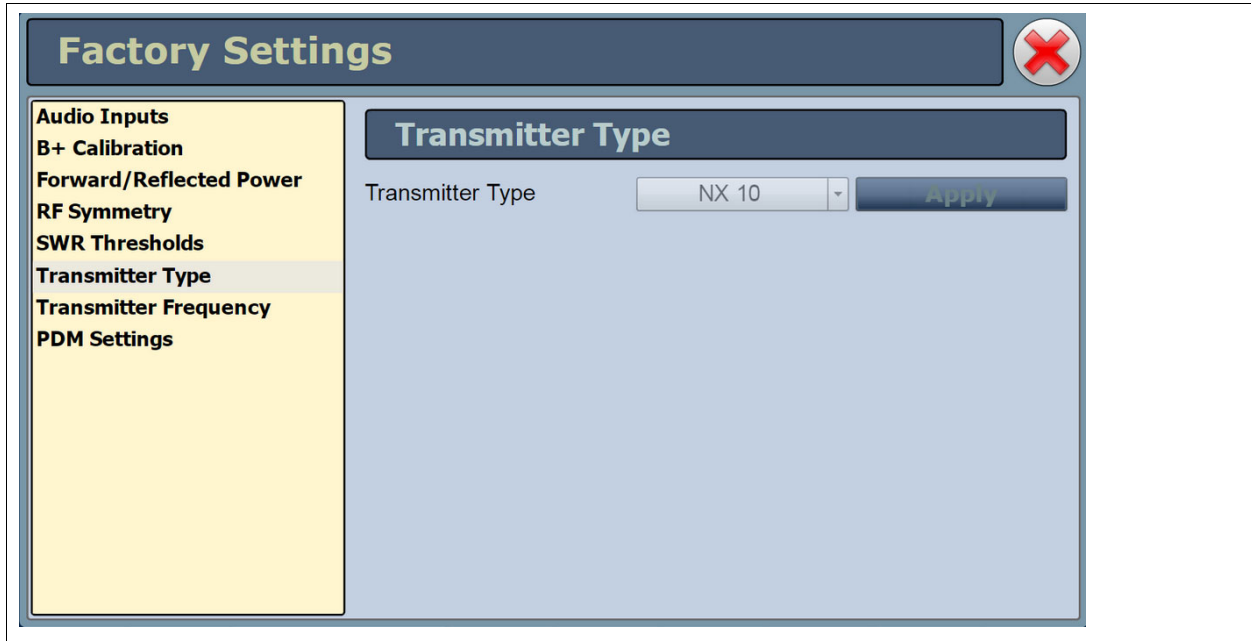 Factory Settings
Audio Inputs
B+ Calibration
Forward/Reflected Power
RF Symmetry
SWR Thresholds
Transmitter Type
Transmitter Frequency
PDM Settings
Transmitter Type
Transmitter Type NX 10 Apply